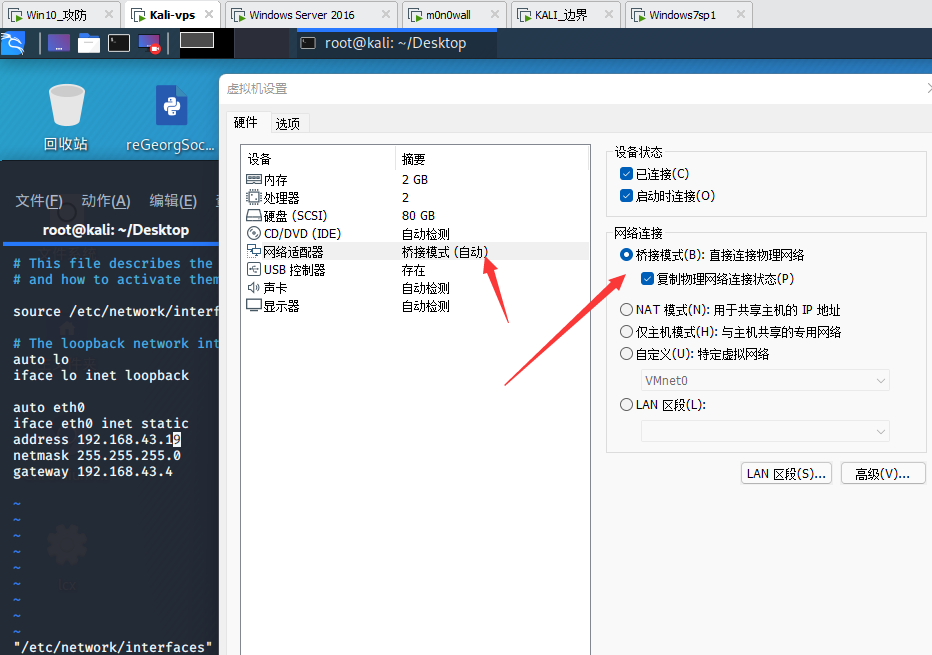 Win10_攻防
Kali-vps
Windows Server 2016
m0n0wall
KALI_边界
Windows7sp1
root@kali: ~/Desktop
回收站
reGeorgSoc...
文件(F) 动作(A) 编辑(E)
root@kali: ~/Desktop
# This file describes the
# and how to activate them
source /etc/network/interf
# The loopback network int
auto lo
iface lo inet loopback
auto eth0
iface eth0 inet static
address 192.168.43.19
netmask 255.255.255.0
gateway 192.168.43.4
~
~
~
~
~
~
~
~
~
"/etc/network/interfaces"
虚拟机设置
硬件 选项
设备 摘要
内存 2 GB
处理器 2
硬盘 (SCSI) 80 GB
CD/DVD (IDE) 自动检测
网络适配器 桥接模式 (自动)
USB 控制器 存在
声卡 自动检测
显示器 自动检测
设备状态
已连接(C)
启动时连接(O)
网络连接
桥接模式(B): 直接连接物理网络
复制物理网络连接状态(P)
NAT 模式(N): 用于共享主机的 IP 地址
仅主机模式(H): 与主机共享的专用网络
自定义(U): 特定虚拟网络
VMnet0
LAN 区段(L):
LAN 区段(S)... 高级(V)...